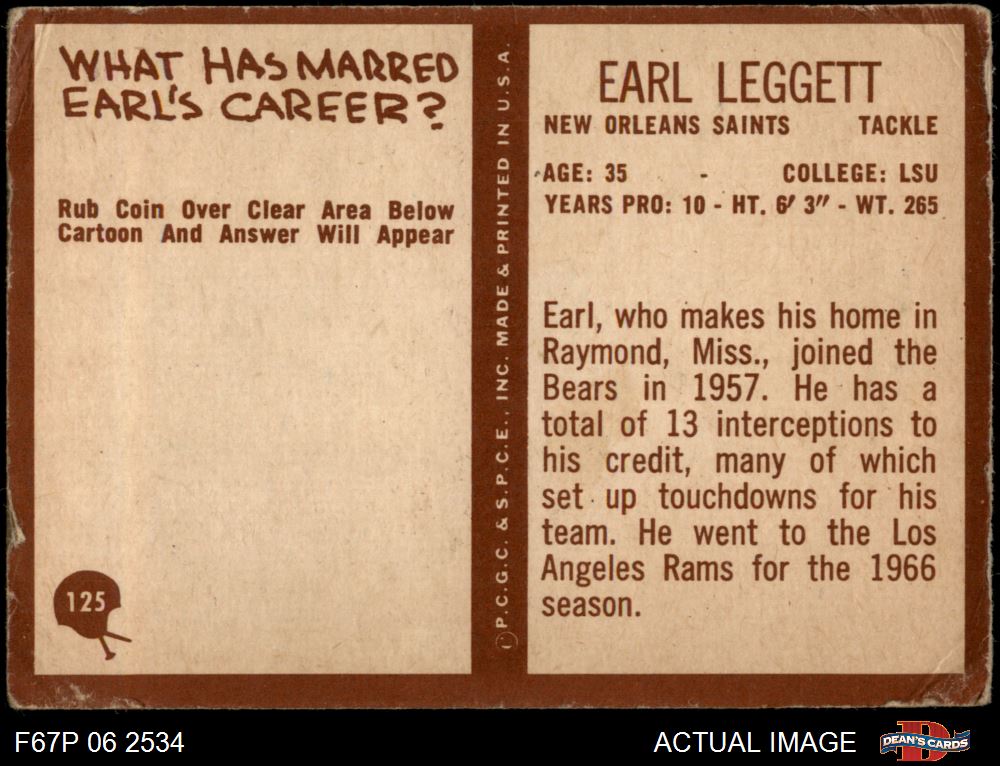 WHAT HAS MARRED
EARL'S CAREER?
Rub Coin Over Clear Area Below
Cartoon And Answer Will Appear
125
©P.C.G.C. & S.P.C.E., INC. MADE & PRINTED IN U.S.A.
EARL LEGGETT
NEW ORLEANS SAINTS TACKLE
AGE: 35 - COLLEGE: LSU
YEARS PRO: 10 - HT. 6' 3" - WT. 265
Earl, who makes his home in
Raymond, Miss., joined the
Bears in 1957. He has a
total of 13 interceptions to
his credit, many of which
set up touchdowns for his
team. He went to the Los
Angeles Rams for the 1966
season.
F67P 06 2534
ACTUAL IMAGE
D
DEAN'S CARDS